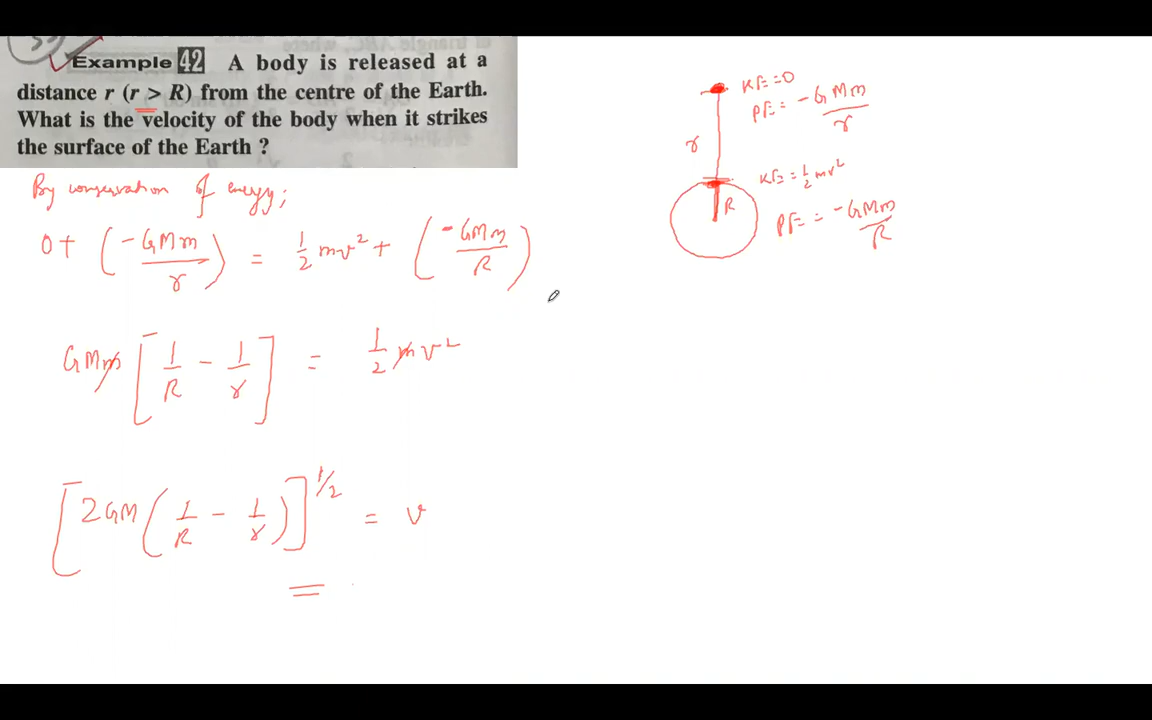 Example 42 A body is released at a
distance r (r > R) from the centre of the Earth.
What is the velocity of the body when it strikes
the surface of the Earth ?
By conservation of energy;
0 + (-GMm/r) = 1/2 mv² + (-GMm/R)
GMm [1/R - 1/r] = 1/2 mv²
[2GM (1/R - 1/r)]^1/2 = v
KE = 0
PE = -GMm/r
r
KE = 1/2 mv²
R
PE = -GMm/R